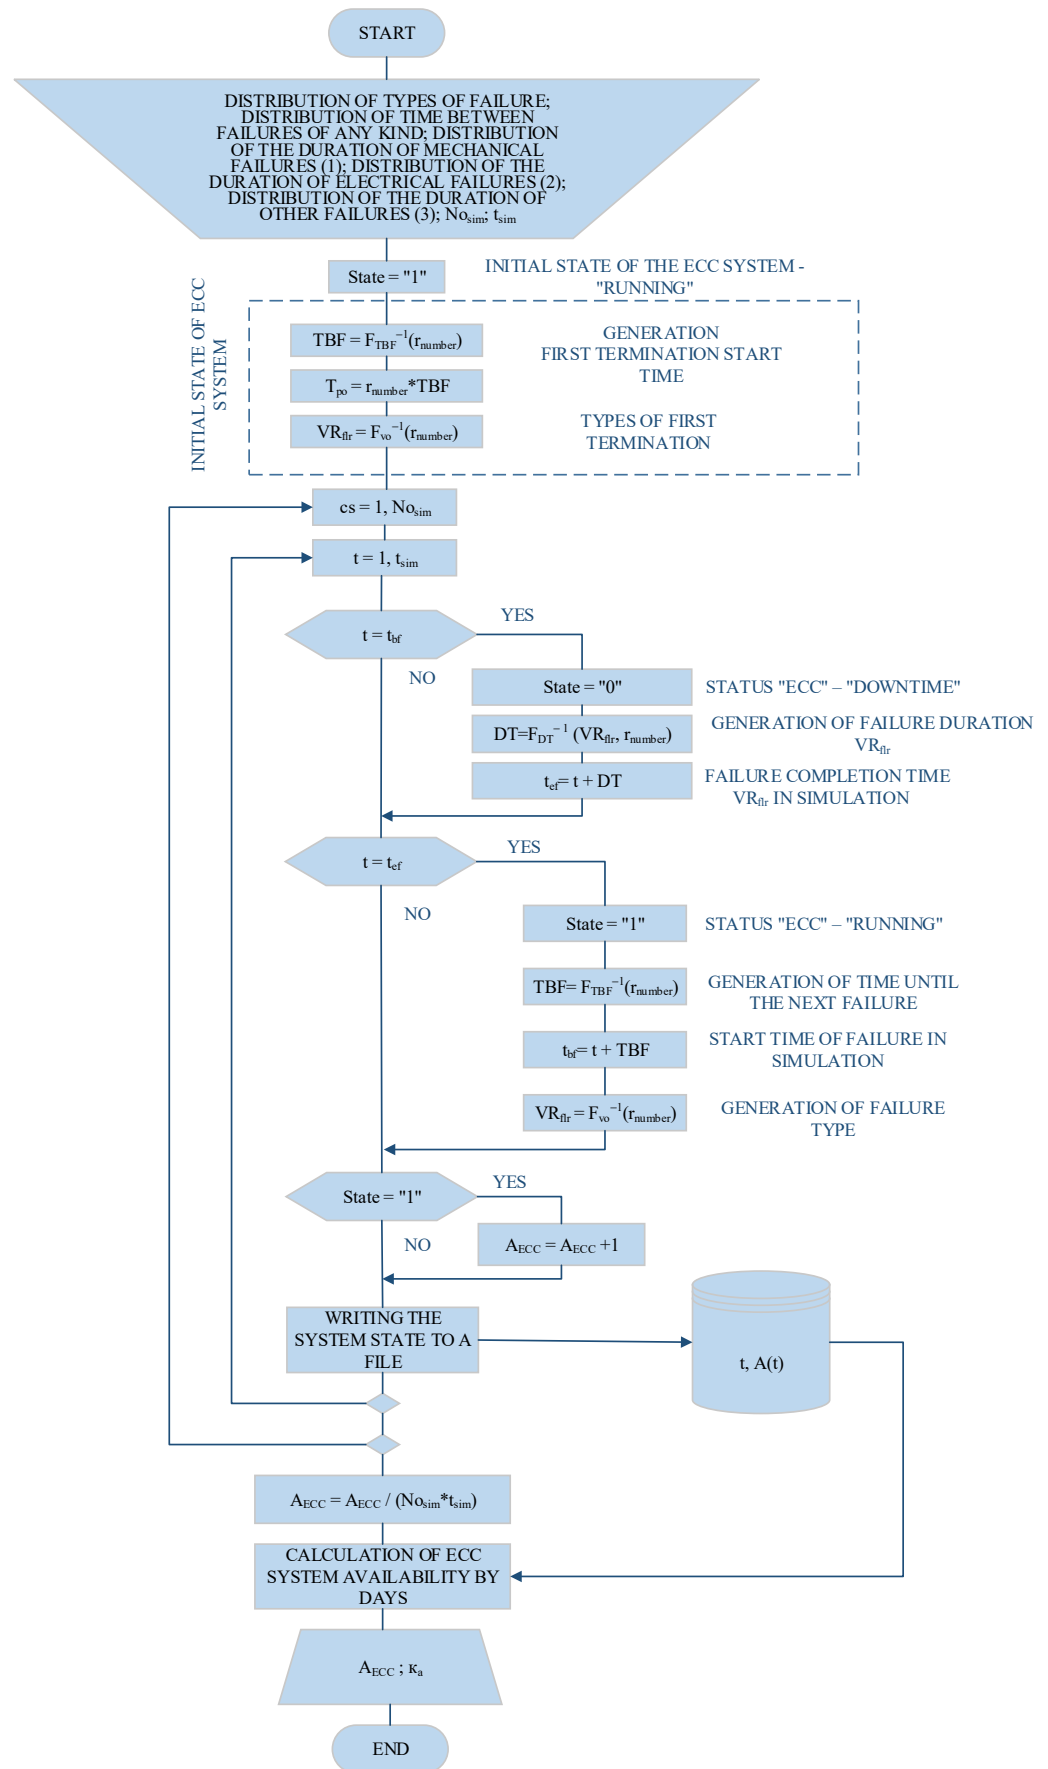 START
DISTRIBUTION OF TYPES OF FAILURE;
DISTRIBUTION OF TIME BETWEEN
FAILURES OF ANY KIND; DISTRIBUTION
OF THE DURATION OF MECHANICAL
FAILURES (1); DISTRIBUTION OF THE
DURATION OF ELECTRICAL FAILURES (2);
DISTRIBUTION OF THE DURATION OF
OTHER FAILURES (3); No_sim; t_sim
State = "1"
INITIAL STATE OF THE ECC SYSTEM -
"RUNNING"
INITIAL STATE OF ECC
SYSTEM
TBF = F_TBF⁻¹(r_number)
GENERATION
FIRST TERMINATION START
TIME
T_po = r_number*TBF
VR_flr = F_vo⁻¹(r_number)
TYPES OF FIRST
TERMINATION
cs = 1, No_sim
t = 1, t_sim
t = t_bf
YES
NO
State = "0"
STATUS "ECC" – "DOWNTIME"
DT=F_DT⁻¹ (VR_flr, r_number)
GENERATION OF FAILURE DURATION
VR_flr
t_ef= t + DT
FAILURE COMPLETION TIME
VR_flr IN SIMULATION
t = t_ef
YES
NO
State = "1"
STATUS "ECC" – "RUNNING"
TBF= F_TBF⁻¹(r_number)
GENERATION OF TIME UNTIL
THE NEXT FAILURE
t_bf= t + TBF
START TIME OF FAILURE IN
SIMULATION
VR_flr = F_vo⁻¹(r_number)
GENERATION OF FAILURE
TYPE
State = "1"
YES
NO
A_ECC = A_ECC +1
WRITING THE
SYSTEM STATE TO A
FILE
t, A(t)
A_ECC = A_ECC / (No_sim*t_sim)
CALCULATION OF ECC
SYSTEM AVAILABILITY BY
DAYS
A_ECC ; κ_a
END